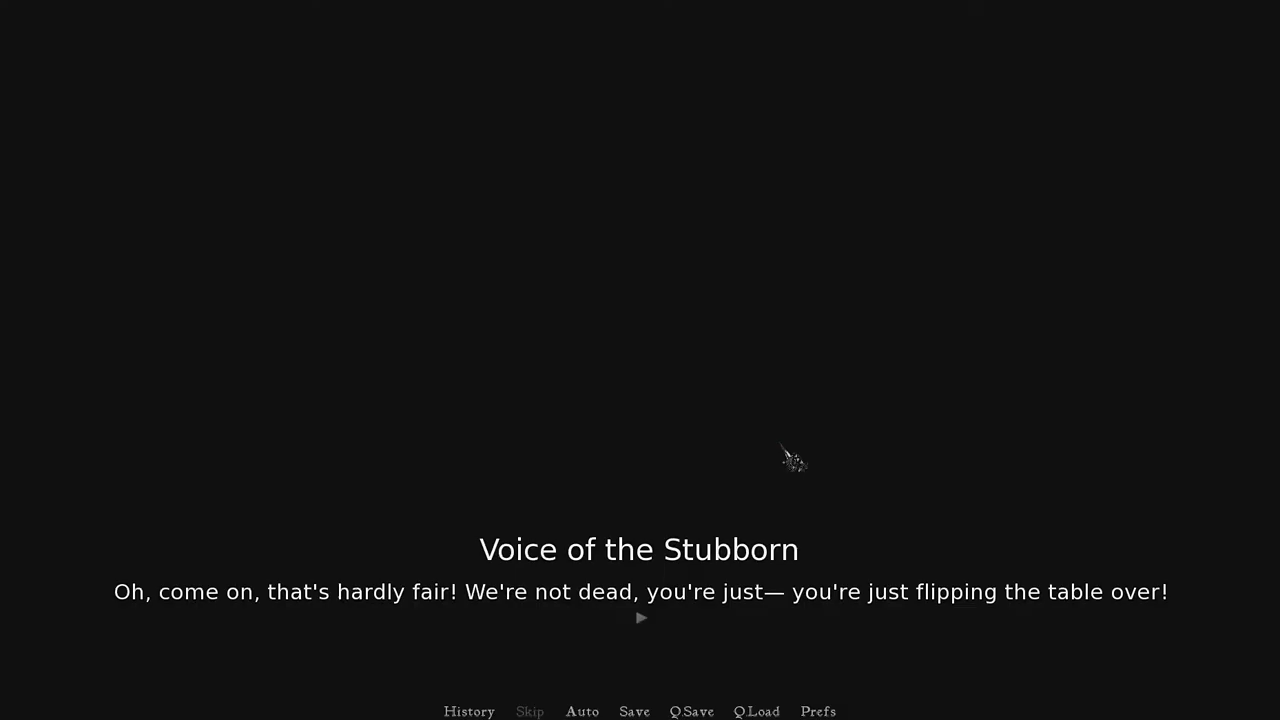 Voice of the Stubborn
Oh, come on, that's hardly fair! We're not dead, you're just— you're just flipping the table over!
History Skip Auto Save Q.Save Q.Load Prefs